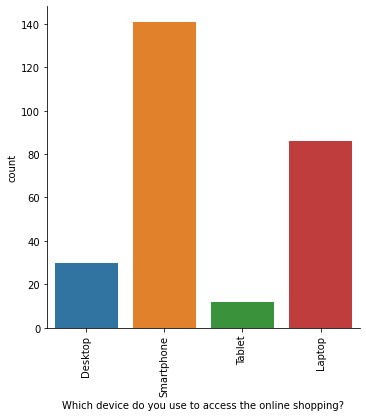 140
120
100
80
60
40
20
0
count
Desktop
Smartphone
Tablet
Laptop
Which device do you use to access the online shopping?